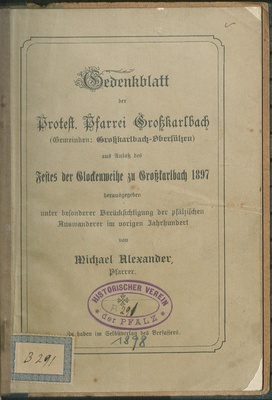 Gedenkblatt
der
Protest. Pfarrei Großkarlbach
(Gemeinden: Großkarlbach-Obersülzen)
aus Anlaß des
Festes der Glockenweihe zu Großkarlbach 1897
herausgegeben
unter besonderer Berücksichtigung der pfälzischen
Auswanderer im vorigen Jahrhundert
von
Michael Alexander,
Pfarrer.
HISTORISCHER VEREIN
der PFALZ
Zu haben im Selbstverlag des Verfassers.
1898
3291